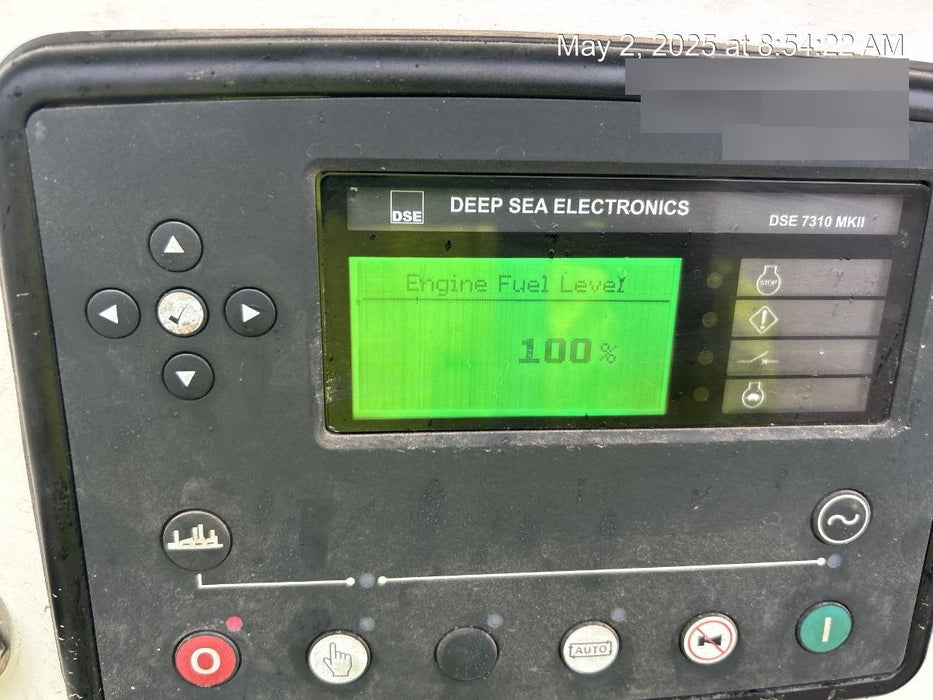 May 2, 2025 at 8:54:22 AM
DSE
DEEP SEA ELECTRONICS
DSE 7310 MKII
Engine Fuel Level
100 %
STOP
AUTO